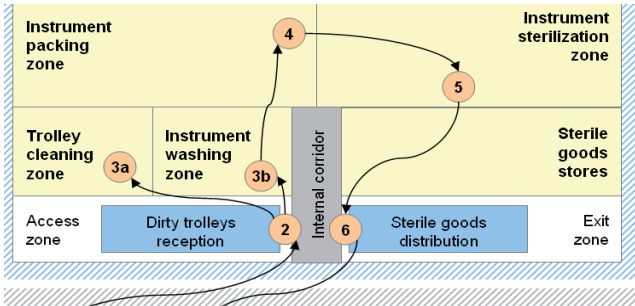 Instrument
packing
zone
4
Instrument
sterilization
zone
5
Trolley
cleaning
zone
3a
Instrument
washing
zone
3b
Internal corridor
Sterile
goods
stores
Access
zone
Dirty trolleys
reception
2
6
Sterile goods
distribution
Exit
zone